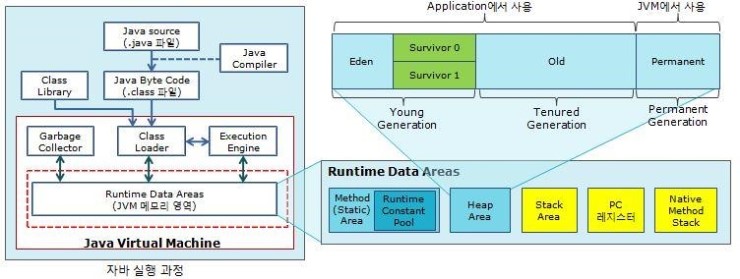 Java source
(.java 파일)
Java
Compiler
Class
Library
Java Byte Code
(.class 파일)
Garbage
Collector
Class
Loader
Execution
Engine
Runtime Data Areas
(JVM 메모리 영역)
Java Virtual Machine
자바 실행 과정
Application에서 사용
JVM에서 사용
Eden
Survivor 0
Survivor 1
Old
Permanent
Young
Generation
Tenured
Generation
Permanent
Generation
Runtime Data Areas
Method
(Static)
Area
Runtime
Constant
Pool
Heap
Area
Stack
Area
PC
레지스터
Native
Method
Stack